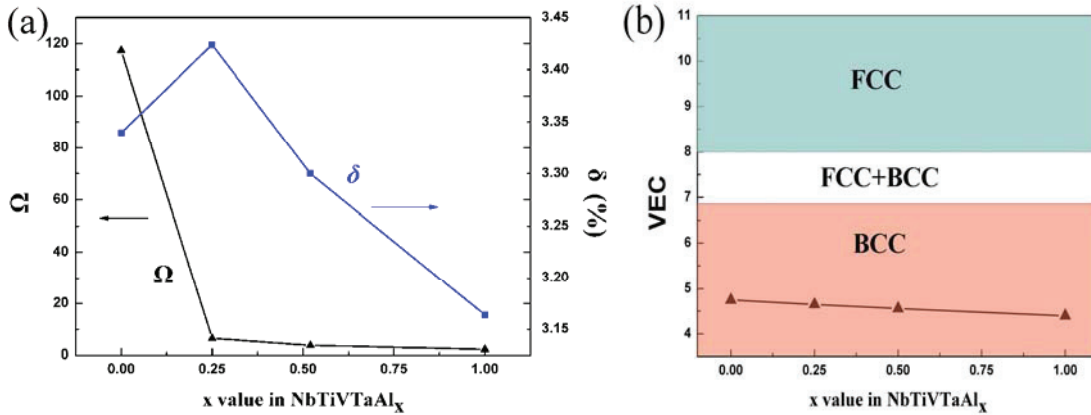 (a)
120
100
80
60
40
20
0
Ω
Ω
δ
3.45
3.40
3.35
3.30
3.25
3.20
3.15
δ (%)
0.00 0.25 0.50 0.75 1.00
x value in NbTiVTaAlx
(b)
11
10
9
8
7
6
5
4
VEC
FCC
FCC+BCC
BCC
0.00 0.25 0.50 0.75 1.00
x value in NbTiVTaAlx